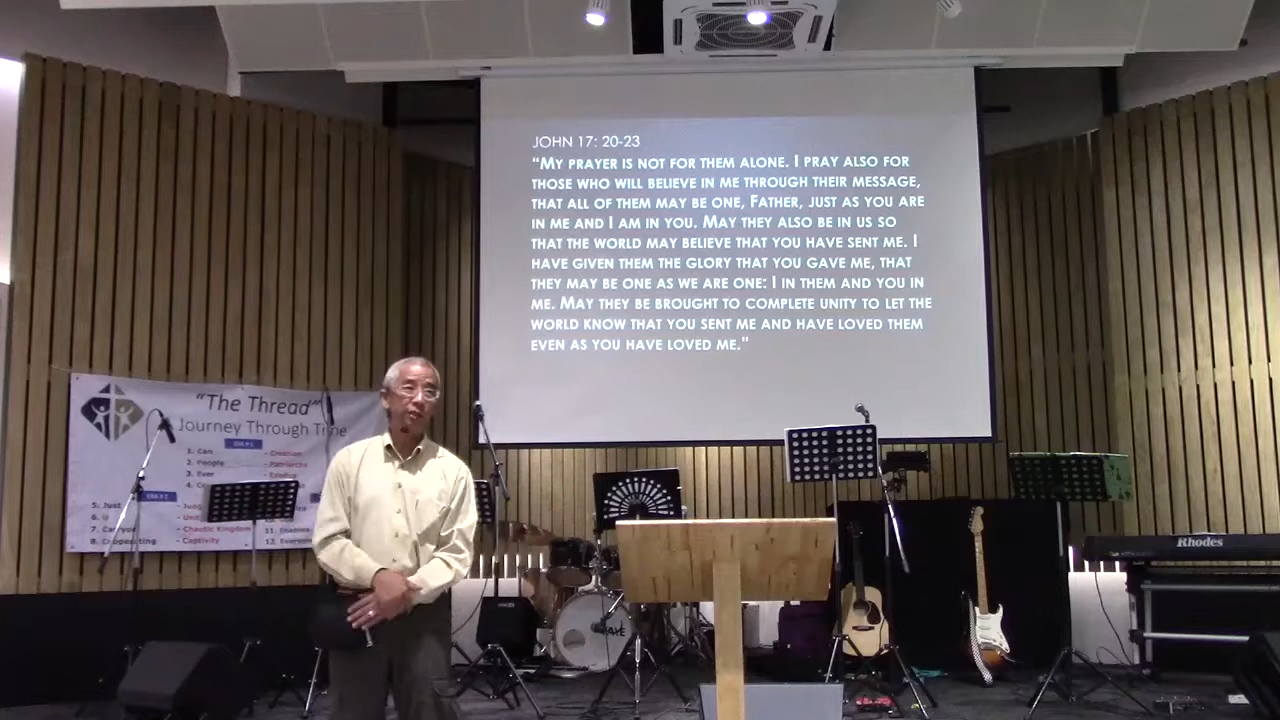 JOHN 17: 20-23
“MY PRAYER IS NOT FOR THEM ALONE. I PRAY ALSO FOR
THOSE WHO WILL BELIEVE IN ME THROUGH THEIR MESSAGE,
THAT ALL OF THEM MAY BE ONE, FATHER, JUST AS YOU ARE
IN ME AND I AM IN YOU. MAY THEY ALSO BE IN US SO
THAT THE WORLD MAY BELIEVE THAT YOU HAVE SENT ME. I
HAVE GIVEN THEM THE GLORY THAT YOU GAVE ME, THAT
THEY MAY BE ONE AS WE ARE ONE: I IN THEM AND YOU IN
ME. MAY THEY BE BROUGHT TO COMPLETE UNITY TO LET THE
WORLD KNOW THAT YOU SENT ME AND HAVE LOVED THEM
EVEN AS YOU HAVE LOVED ME.”
“The Thread”
Journey Through Time
1. Can - Creation
2. People - Patriarchs
3. Ever - Exodus
4.
5. Just
6.
7. - Chaotic Kingdom 11. Enables
8. - Captivity 12.
Rhodes